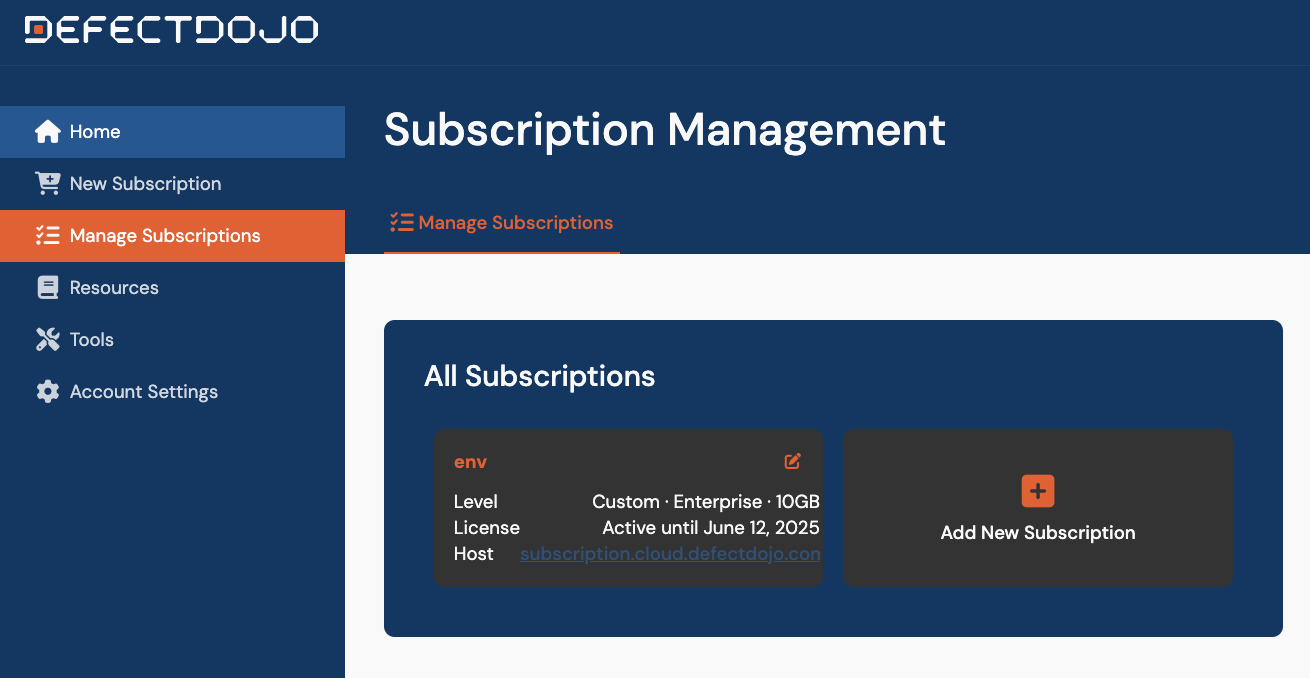 DEFECTDOJO
Home
New Subscription
Manage Subscriptions
Resources
Tools
Account Settings
Subscription Management
Manage Subscriptions
All Subscriptions
env
Level Custom · Enterprise · 10GB
License Active until June 12, 2025
Host subscription.cloud.defectdojo.con
Add New Subscription